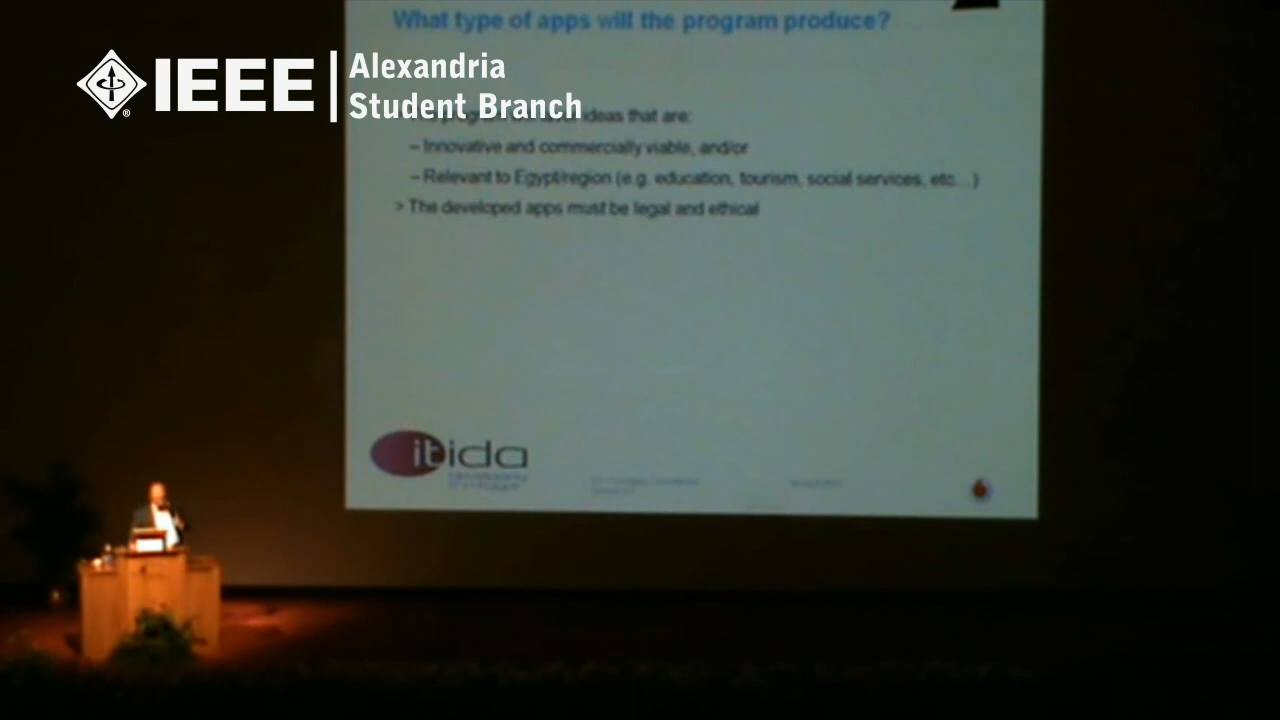 What type of apps will the program produce?
IEEE
Alexandria
Student Branch
ideas that are:
– Innovative and commercially viable, and/or
– Relevant to Egypt/region (e.g. education, tourism, social services, etc...)
> The developed apps must be legal and ethical
itida